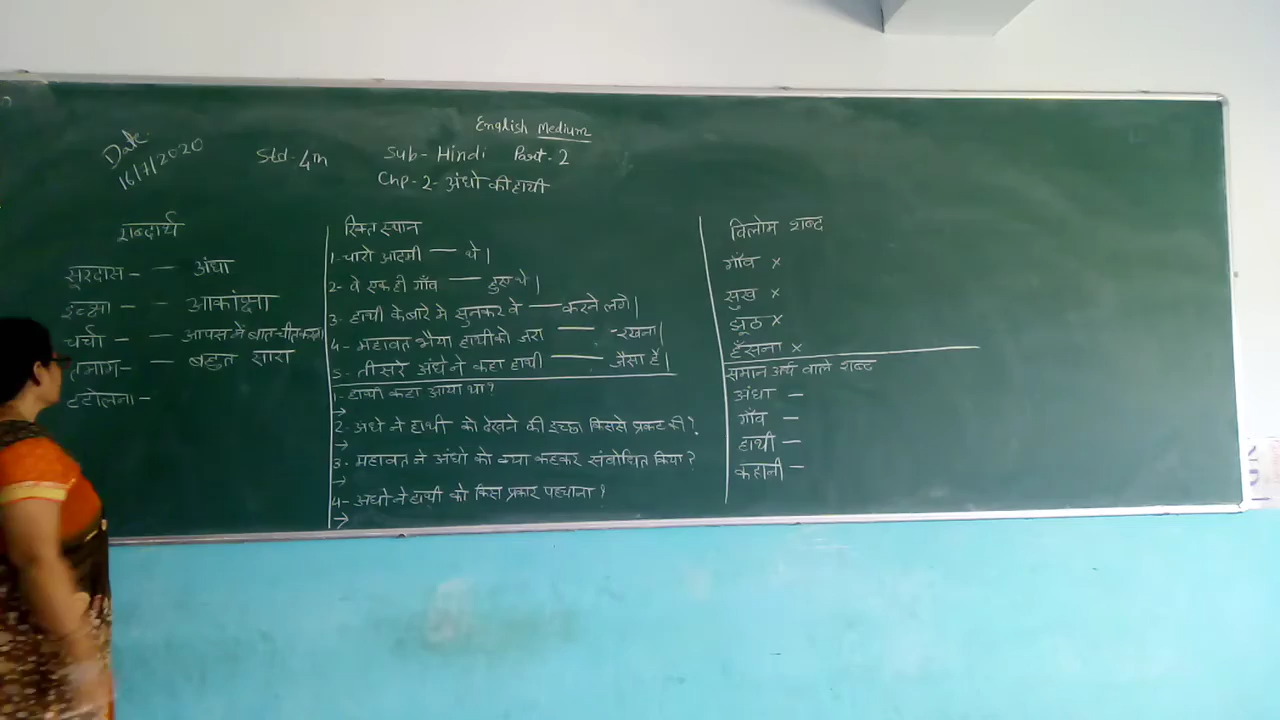 English Medium
Date:
16/7/2020
Std-4th
Sub- Hindi Part-2
Chp-2- अंधो की हाथी
शब्दार्थ
सूरदास - - अंधा
इच्छा - - आकांक्षा
चर्चा - - आपस में बात-चीत करना
तमाम- - बहुत सारा
टटोलना -
रिक्त स्थान
1- चारो आदमी — थे।
2- वे एक ही गाँव — हुए थे।
3- हाथी के बारे मे सुनकर वे — करने लगे।
4- महावत भैया हाथी को जरा — रखना।
5- तीसरे अंधे ने कहा हाथी — जैसा है।
1- हाथी कहा आया था?
→
2- अंधे ने हाथी को देखने की इच्छा किससे प्रकट की?
→
3- महावत ने अंधो को क्या कहकर संबोधित किया?
→
4- अंधो ने हाथी को किस प्रकार पहचाना?
→
विलोम शब्द
गाँव ×
सुख ×
झूठ ×
हँसना ×
समान अर्थ वाले शब्द
अंधा —
गाँव —
हाथी —
कहानी —